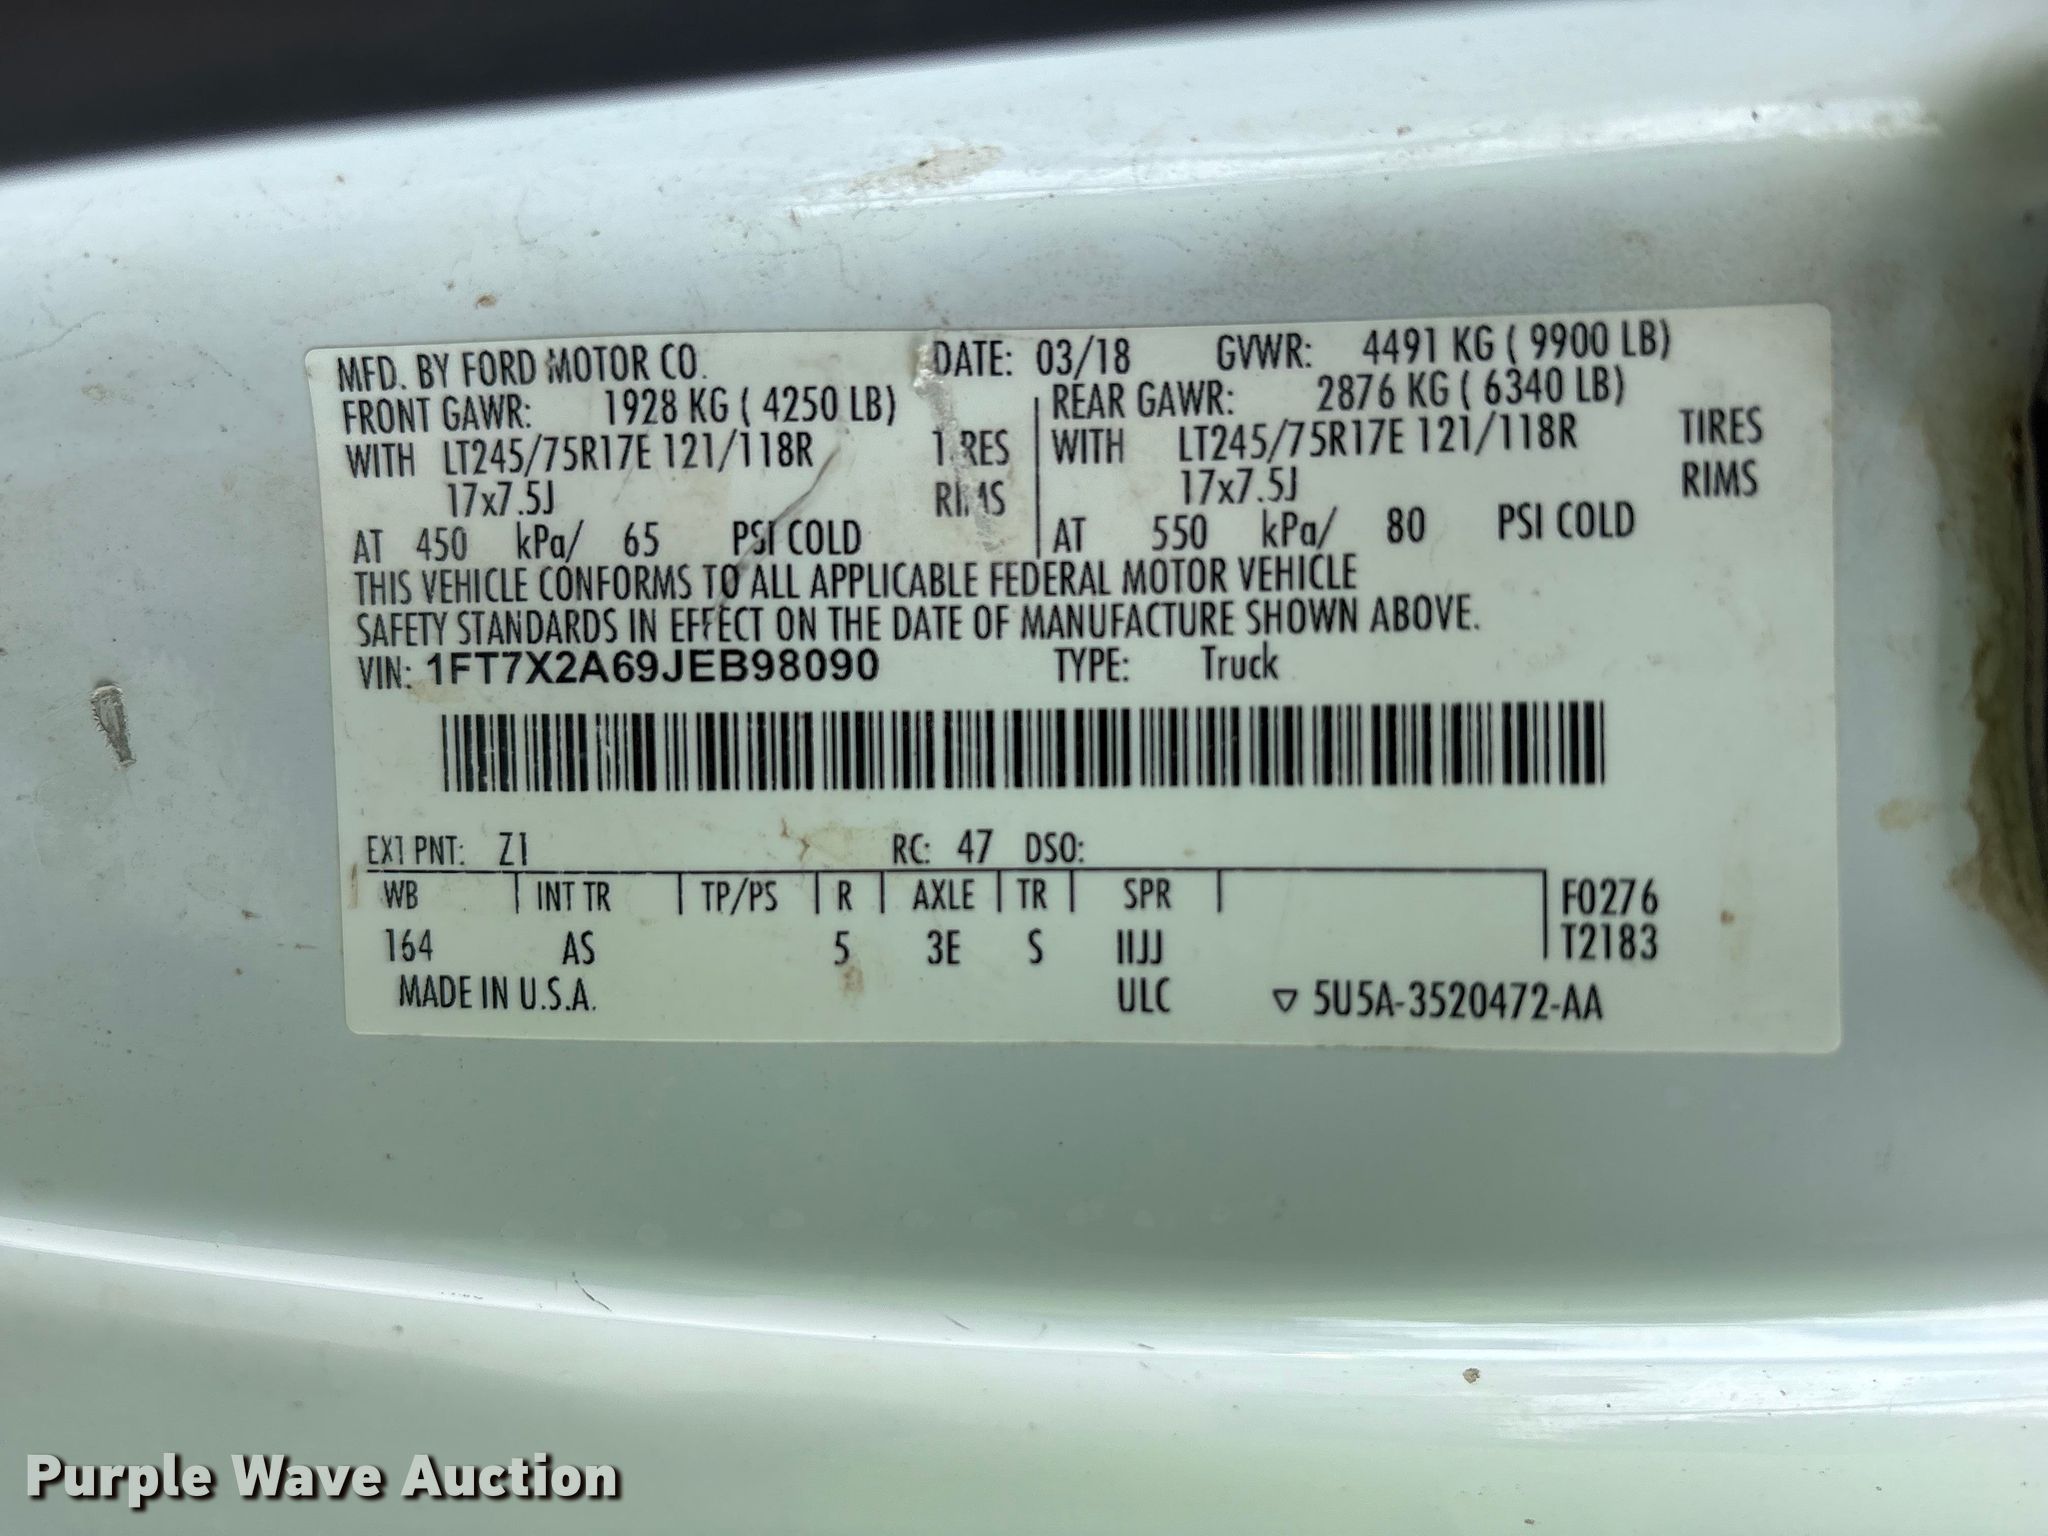 MFD. BY FORD MOTOR CO. DATE: 03/18 GVWR: 4491 KG ( 9900 LB)
FRONT GAWR: 1928 KG ( 4250 LB) REAR GAWR: 2876 KG ( 6340 LB)
WITH LT245/75R17E 121/118R TIRES WITH LT245/75R17E 121/118R TIRES
17x7.5J RIMS 17x7.5J RIMS
AT 450 kPa/ 65 PSI COLD AT 550 kPa/ 80 PSI COLD
THIS VEHICLE CONFORMS TO ALL APPLICABLE FEDERAL MOTOR VEHICLE
SAFETY STANDARDS IN EFFECT ON THE DATE OF MANUFACTURE SHOWN ABOVE.
VIN: 1FT7X2A69JEB98090 TYPE: Truck
EXT PNT: Z1 RC: 47 DSO:
WB INT TR TP/PS R AXLE TR SPR F0276
164 AS 5 3E S IIJJ T2183
MADE IN U.S.A. ULC ▽ 5U5A-3520472-AA
Purple Wave Auction